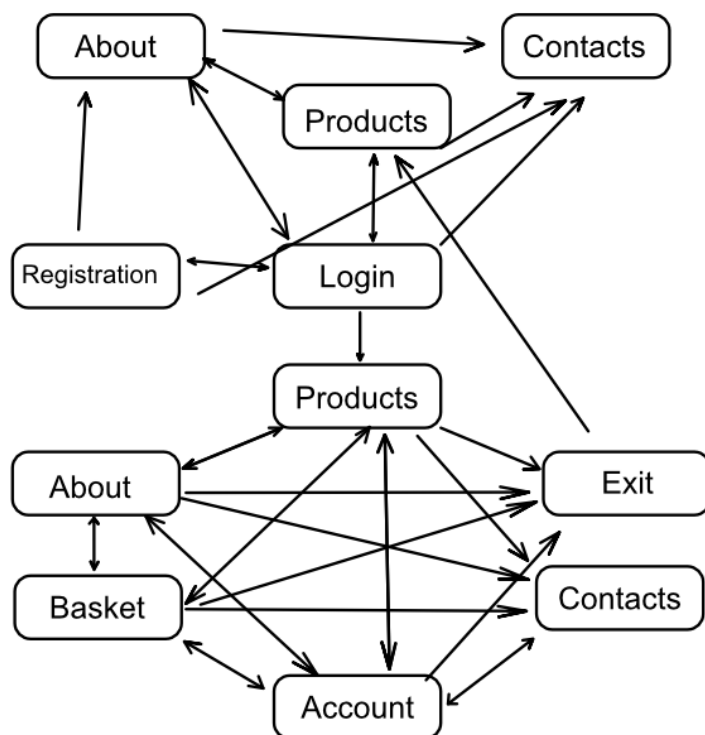 About
Contacts
Products
Registration
Login
Products
About
Exit
Basket
Contacts
Account